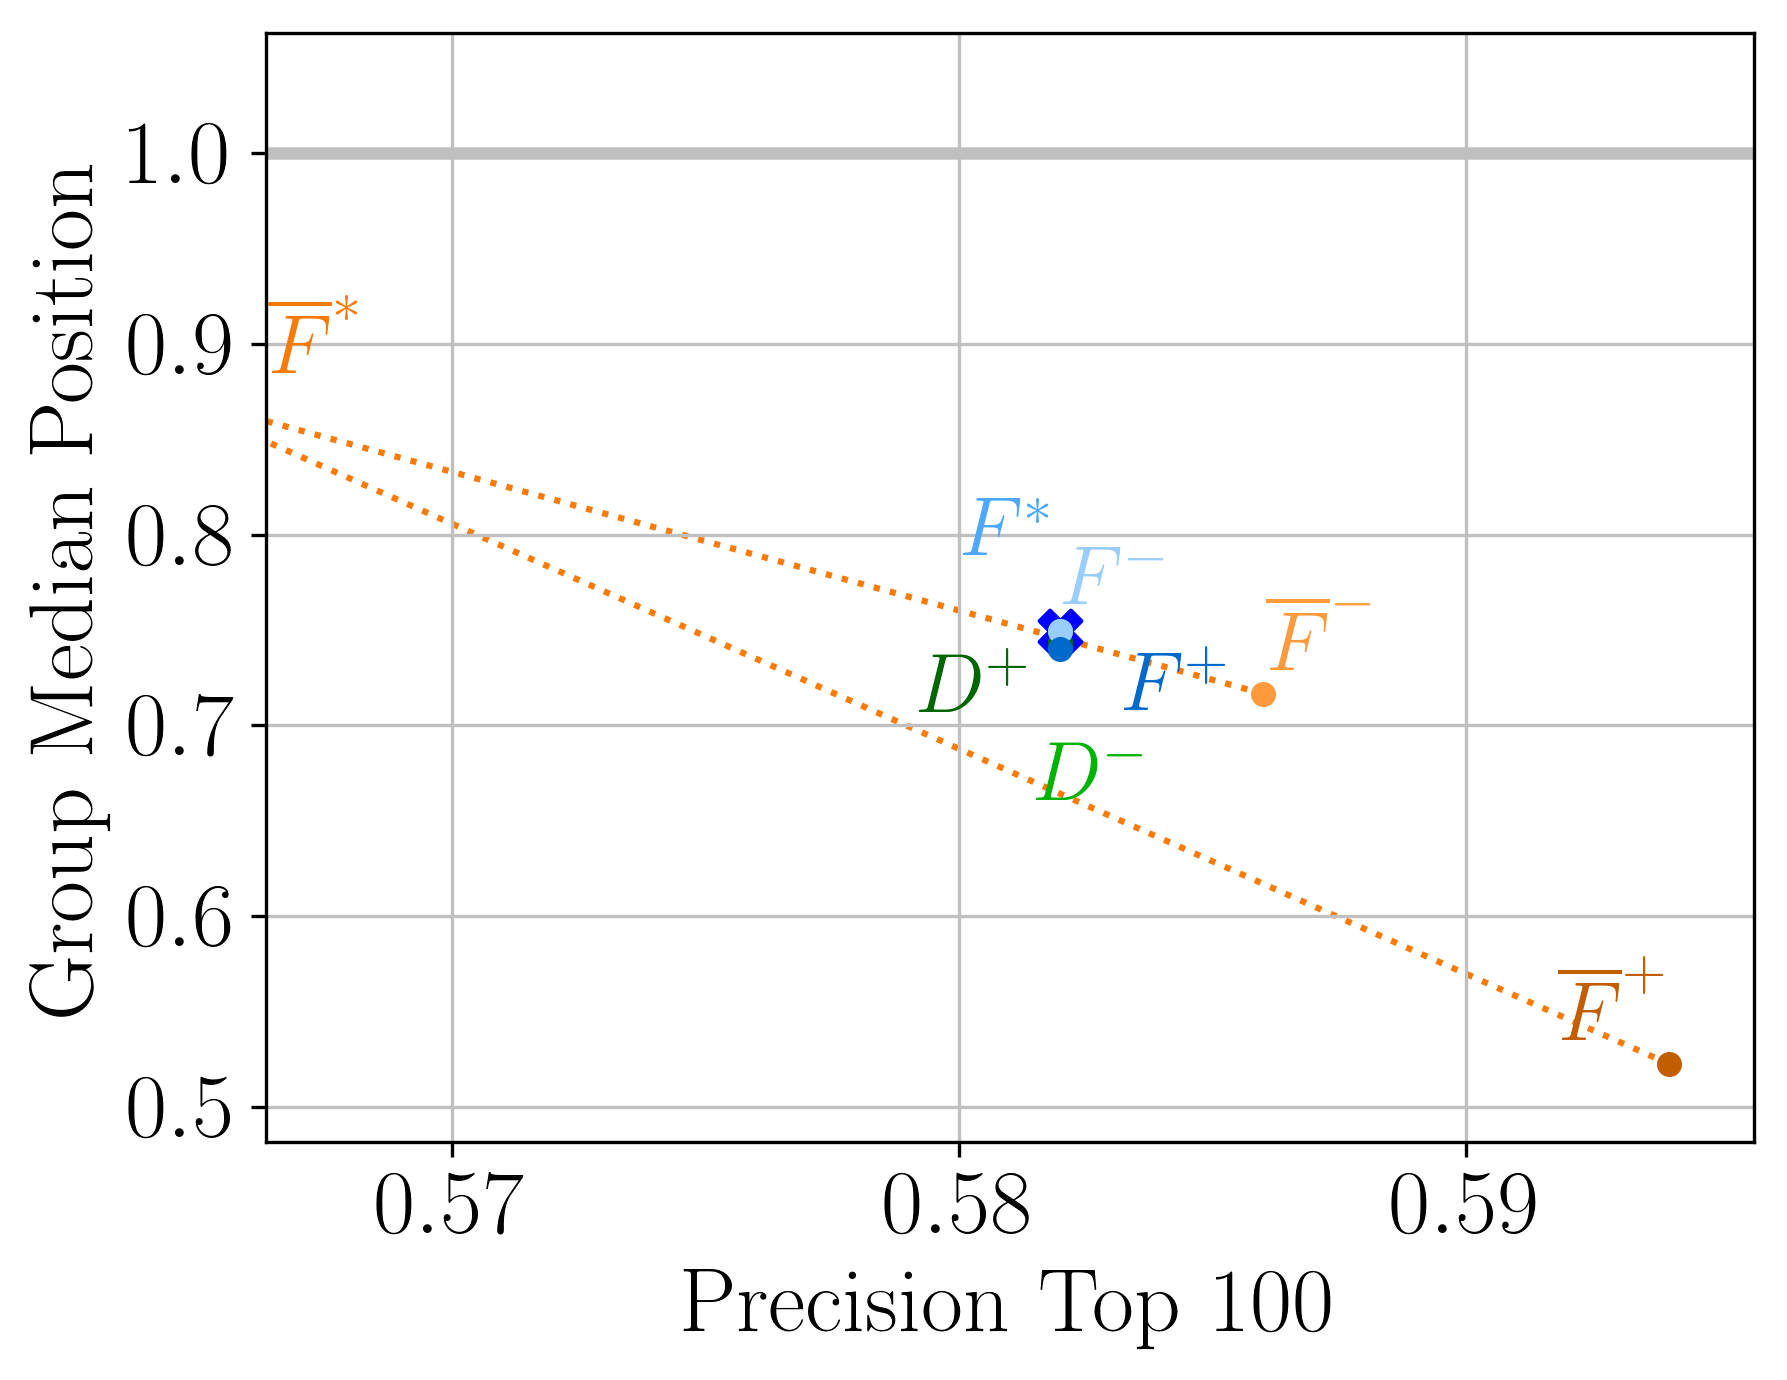 Group Median Position
1.0
0.9
0.8
0.7
0.6
0.5
F̅*
F*
F⁻
F̅⁻
D⁺
F⁺
D⁻
F̅⁺
0.57
0.58
0.59
Precision Top 100